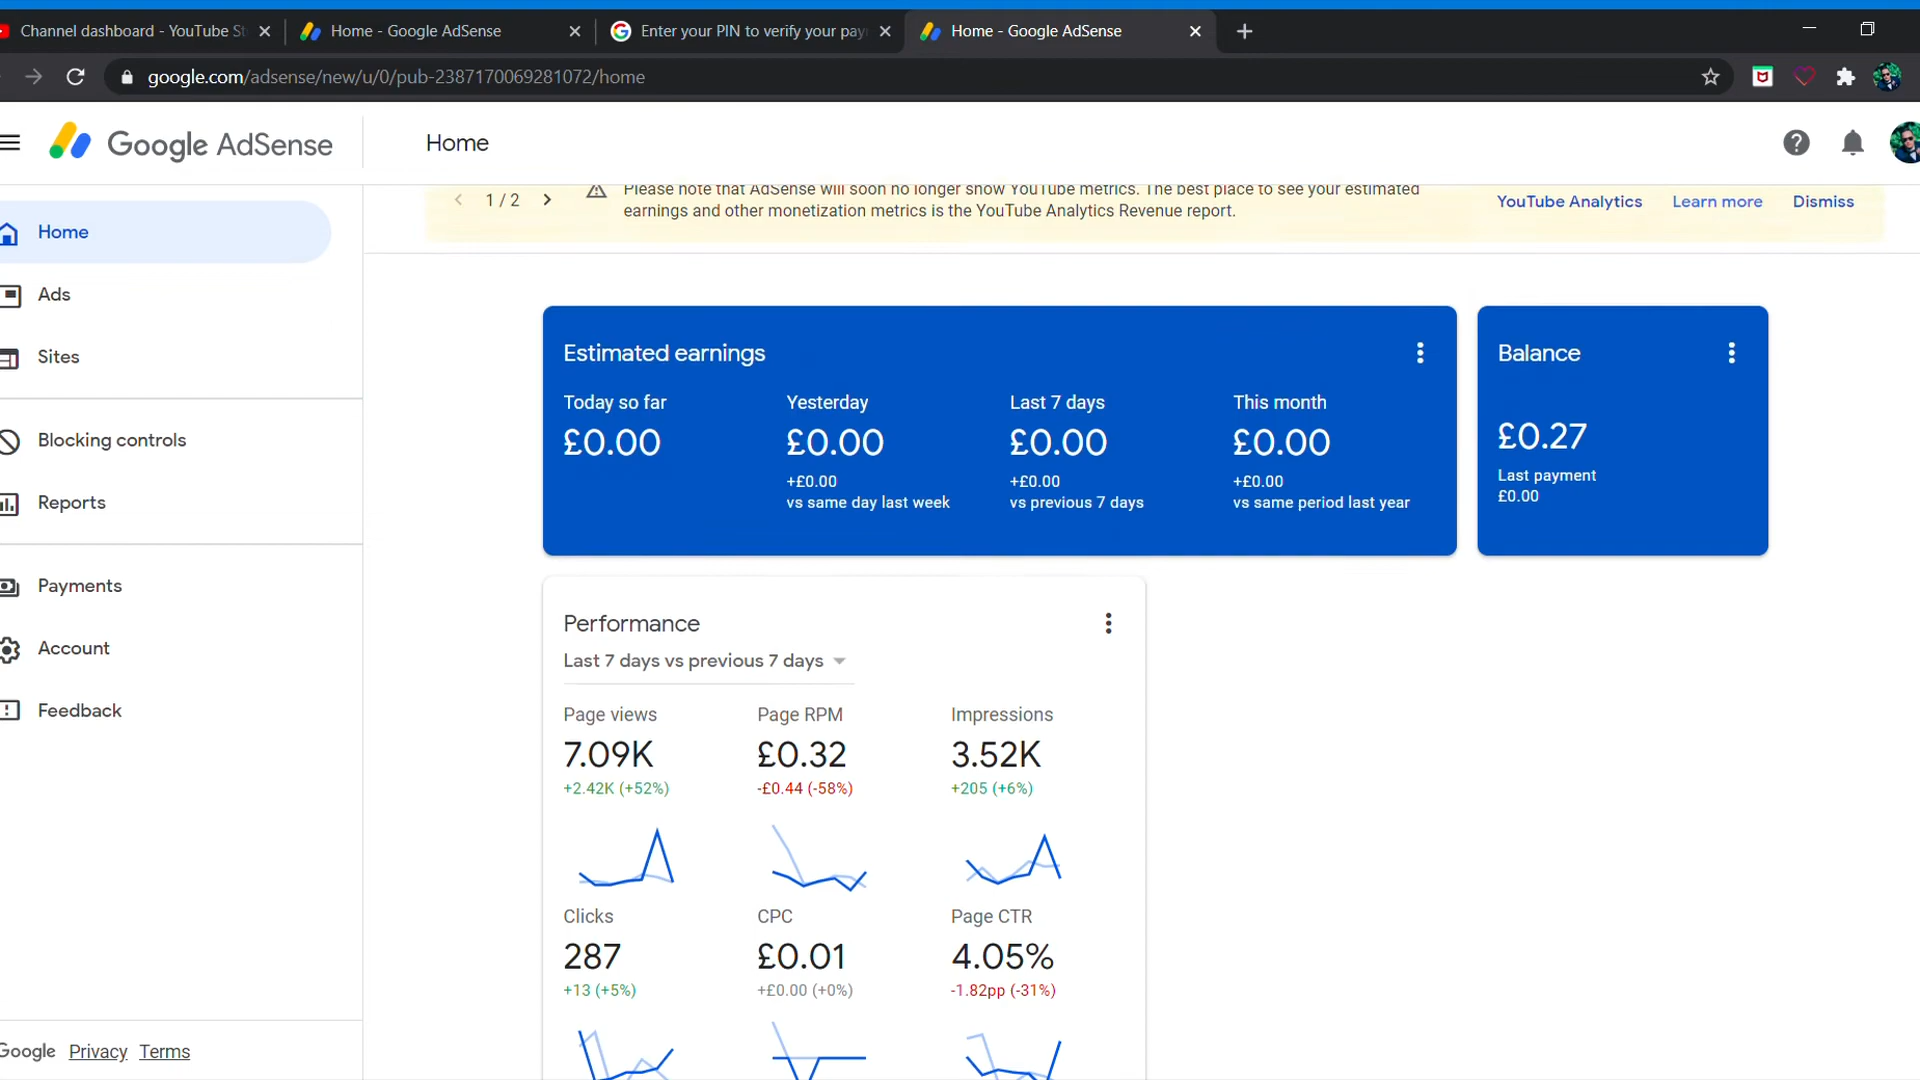 Channel dashboard - YouTube St
Home - Google AdSense
Enter your PIN to verify your pay
Home - Google AdSense
google.com/adsense/new/u/0/pub-2387170069281072/home
Google AdSense
Home
1 / 2
Please note that AdSense will soon no longer show YouTube metrics. The best place to see your estimated
earnings and other monetization metrics is the YouTube Analytics Revenue report.
YouTube Analytics
Learn more
Dismiss
Home
Ads
Sites
Blocking controls
Reports
Payments
Account
Feedback
Google
Privacy
Terms
Estimated earnings
Today so far
£0.00
Yesterday
£0.00
+£0.00
vs same day last week
Last 7 days
£0.00
+£0.00
vs previous 7 days
This month
£0.00
+£0.00
vs same period last year
Balance
£0.27
Last payment
£0.00
Performance
Last 7 days vs previous 7 days
Page views
7.09K
+2.42K (+52%)
Page RPM
£0.32
-£0.44 (-58%)
Impressions
3.52K
+205 (+6%)
Clicks
287
+13 (+5%)
CPC
£0.01
+£0.00 (+0%)
Page CTR
4.05%
-1.82pp (-31%)